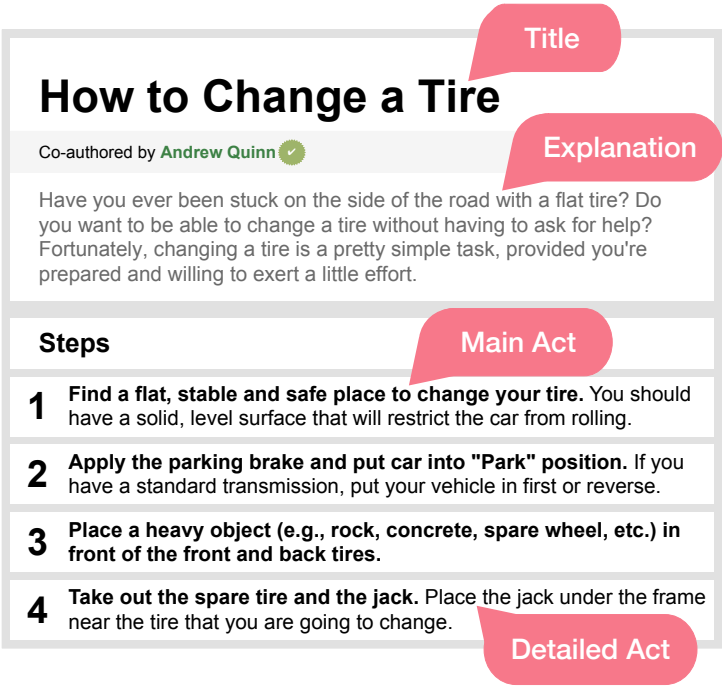 Title
How to Change a Tire
Explanation
Co-authored by Andrew Quinn
Have you ever been stuck on the side of the road with a flat tire? Do
you want to be able to change a tire without having to ask for help?
Fortunately, changing a tire is a pretty simple task, provided you're
prepared and willing to exert a little effort.
Main Act
Steps
1 Find a flat, stable and safe place to change your tire. You should
have a solid, level surface that will restrict the car from rolling.
2 Apply the parking brake and put car into "Park" position. If you
have a standard transmission, put your vehicle in first or reverse.
3 Place a heavy object (e.g., rock, concrete, spare wheel, etc.) in
front of the front and back tires.
4 Take out the spare tire and the jack. Place the jack under the frame
near the tire that you are going to change.
Detailed Act